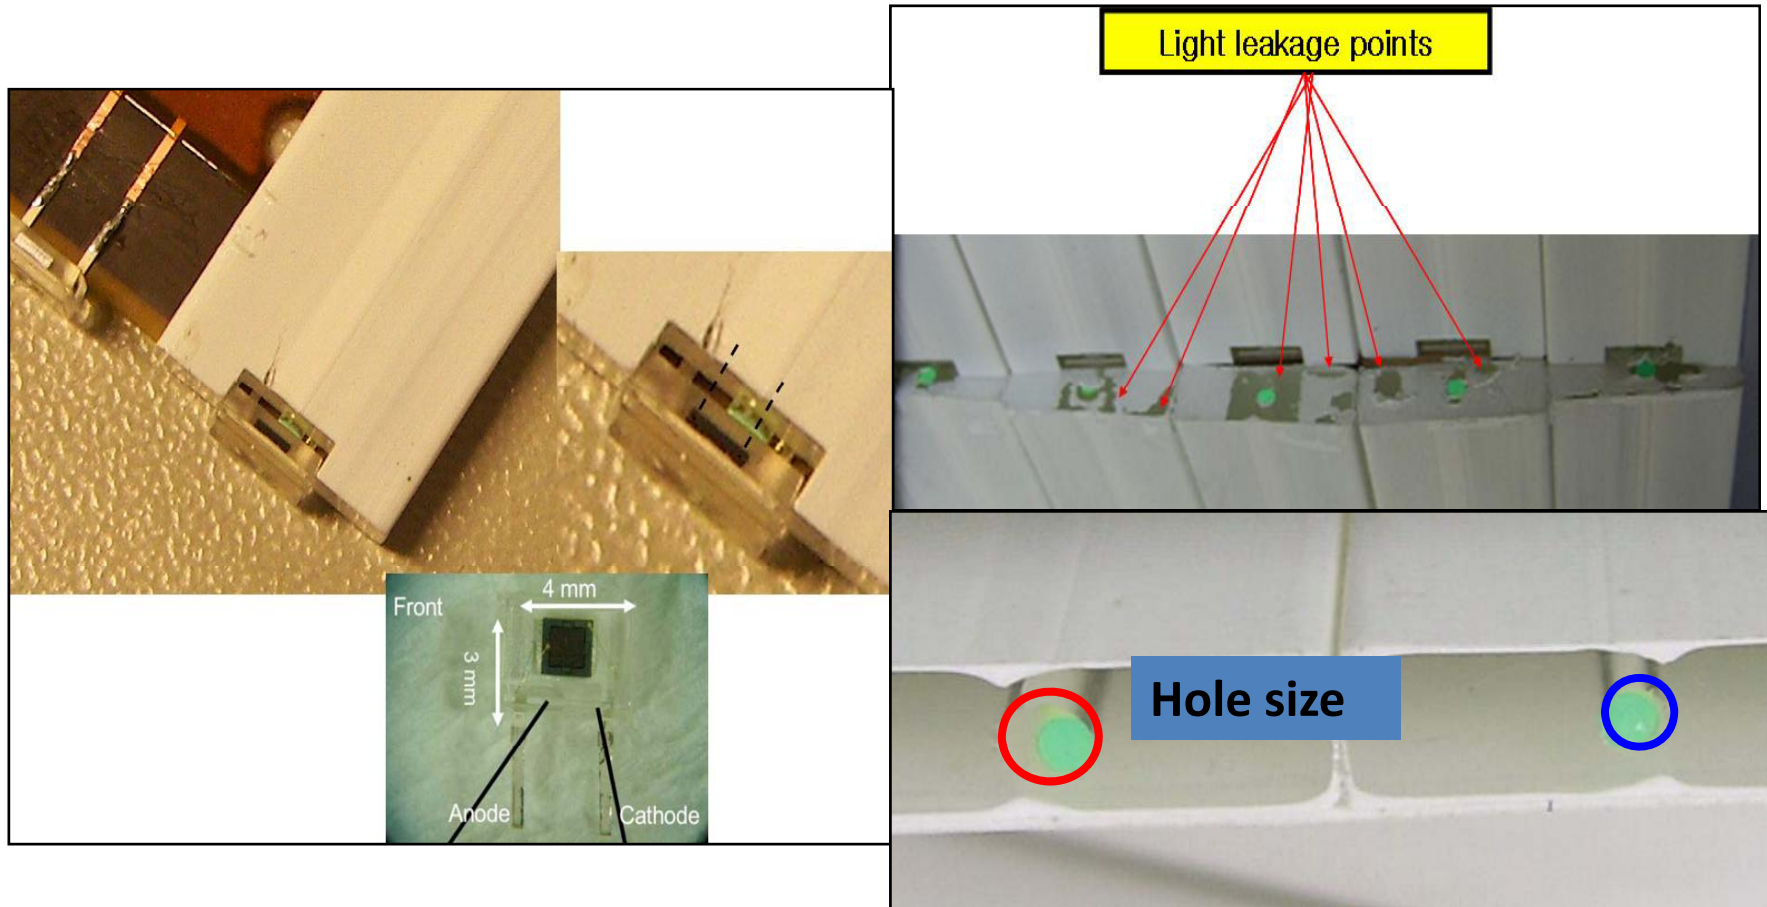 Light leakage points
Front
4 mm
3 mm
Anode
Cathode
Hole size